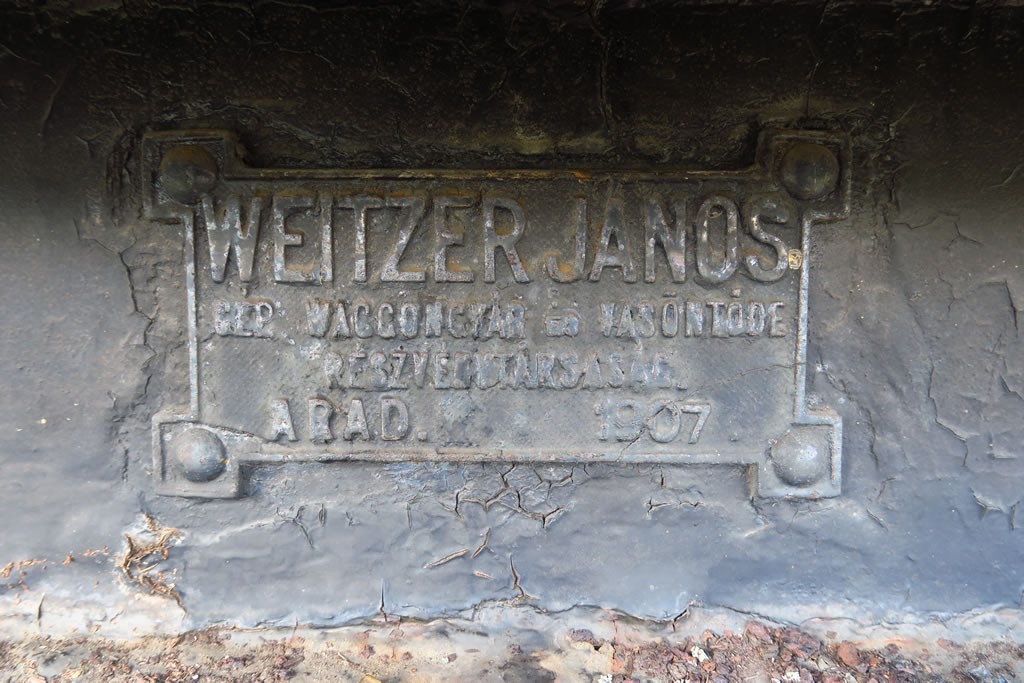 WEITZER JÁNOS
GÉP, WAGGONGYÁR ÉS VASÖNTÖDE
RÉSZVÉNYTÁRSASÁG.
ARAD. 1907.